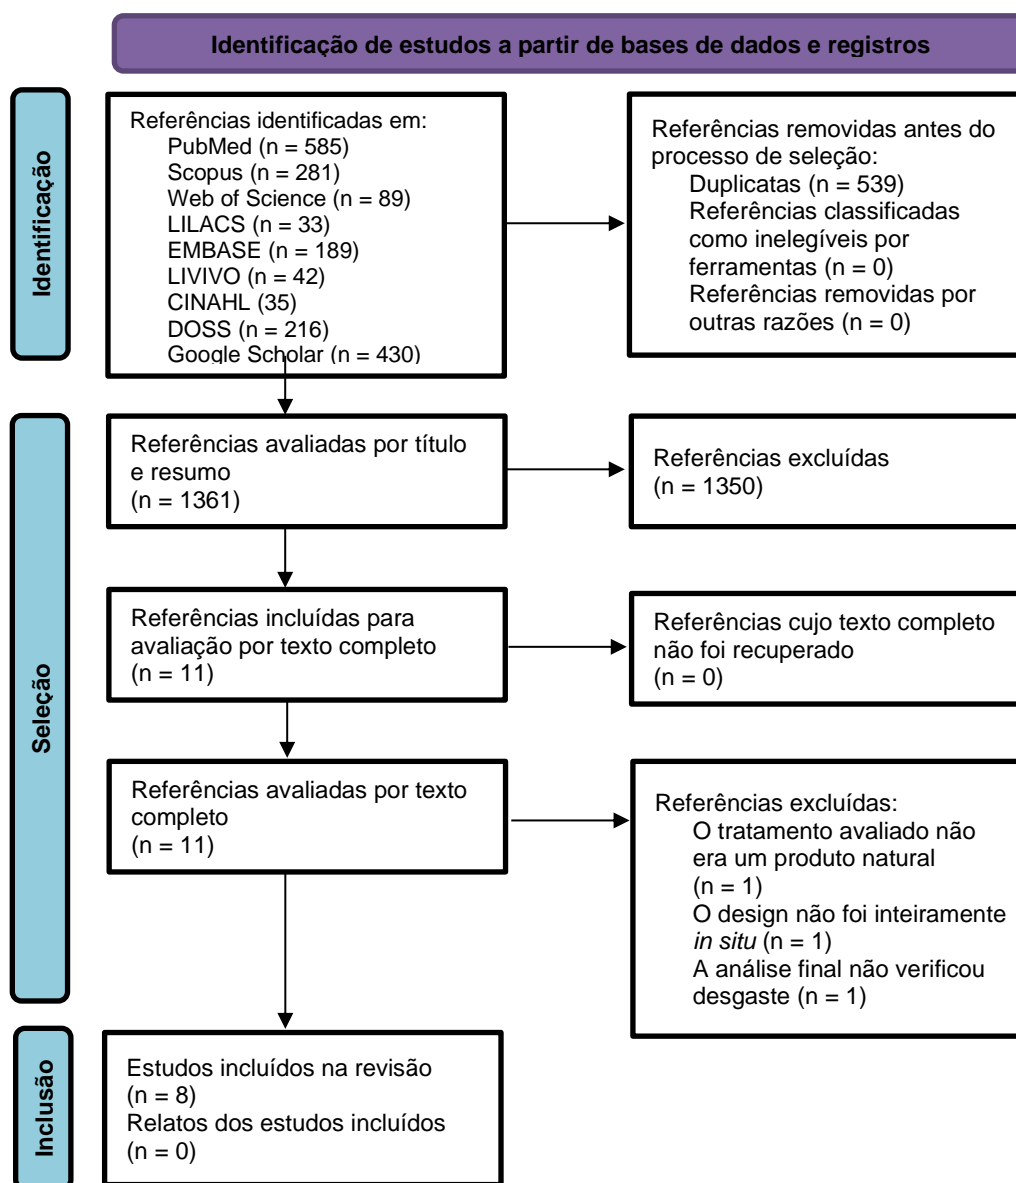 Identificação de estudos a partir de bases de dados e registros
Identificação
Referências identificadas em:
PubMed (n = 585)
Scopus (n = 281)
Web of Science (n = 89)
LILACS (n = 33)
EMBASE (n = 189)
LIVIVO (n = 42)
CINAHL (35)
DOSS (n = 216)
Google Scholar (n = 430)
Referências removidas antes do
processo de seleção:
Duplicatas (n = 539)
Referências classificadas
como inelegíveis por
ferramentas (n = 0)
Referências removidas por
outras razões (n = 0)
Seleção
Referências avaliadas por título
e resumo
(n = 1361)
Referências excluídas
(n = 1350)
Referências incluídas para
avaliação por texto completo
(n = 11)
Referências cujo texto completo
não foi recuperado
(n = 0)
Referências avaliadas por texto
completo
(n = 11)
Referências excluídas:
O tratamento avaliado não
era um produto natural
(n = 1)
O design não foi inteiramente
in situ (n = 1)
A análise final não verificou
desgaste (n = 1)
Inclusão
Estudos incluídos na revisão
(n = 8)
Relatos dos estudos incluídos
(n = 0)